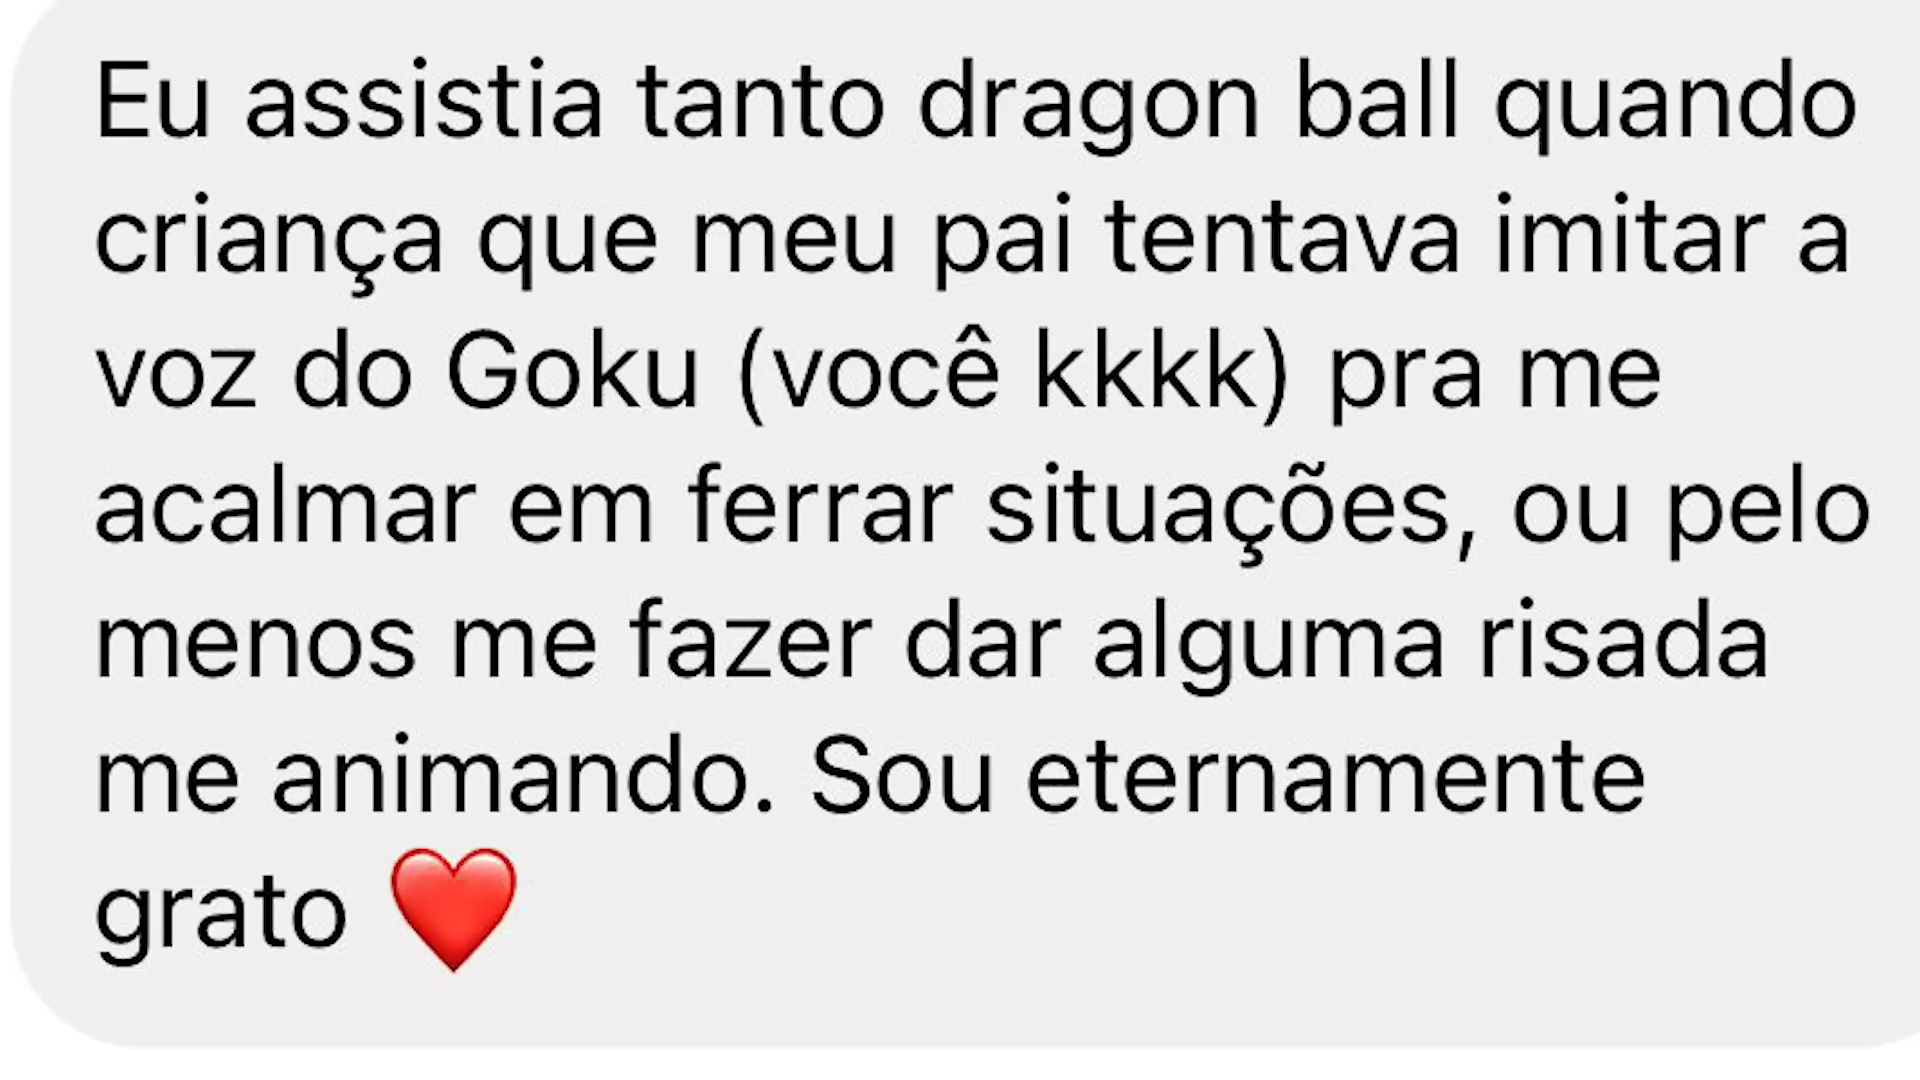 Eu assistia tanto dragon ball quando
criança que meu pai tentava imitar a
voz do Goku (você kkkk) pra me
acalmar em ferrar situações, ou pelo
menos me fazer dar alguma risada
me animando. Sou eternamente
grato ❤️